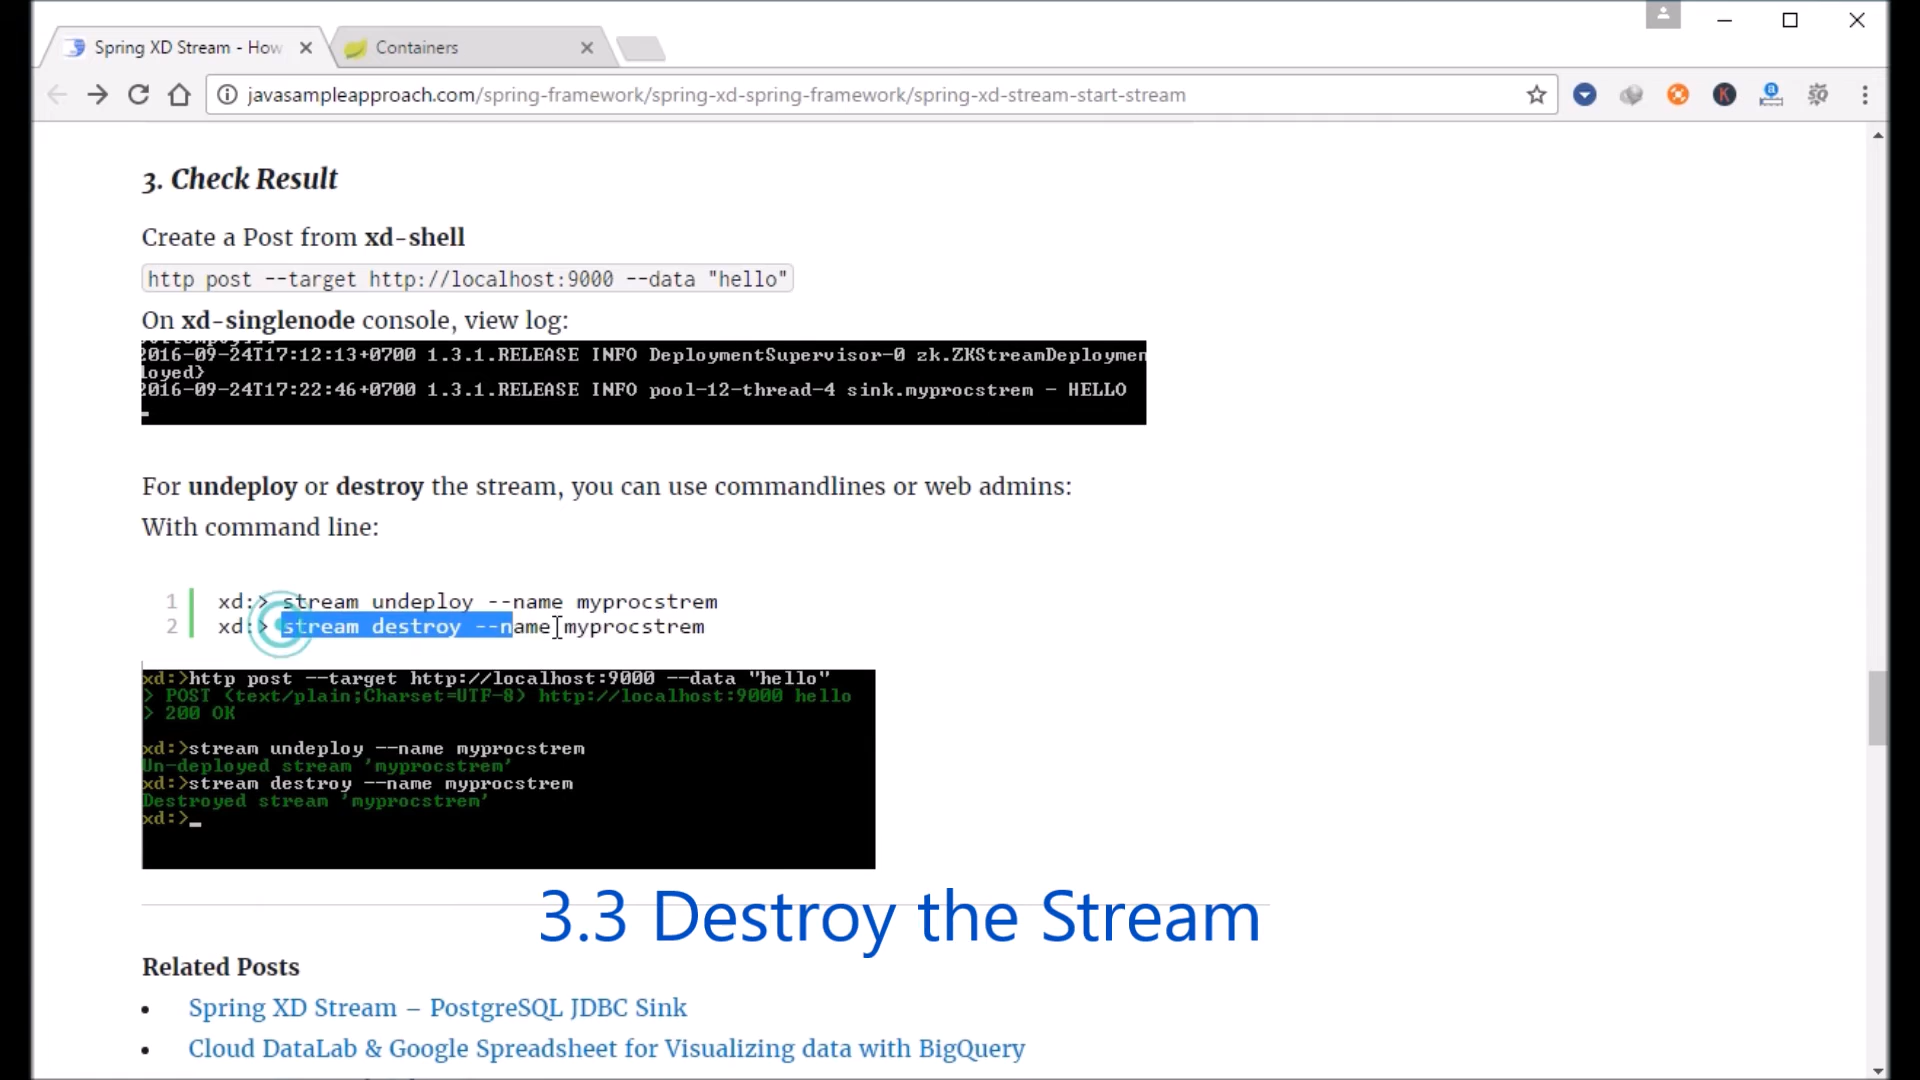 Spring XD Stream - How
Containers
javasampleapproach.com/spring-framework/spring-xd-spring-framework/spring-xd-stream-start-stream
3. Check Result
Create a Post from xd-shell
http post --target http://localhost:9000 --data "hello"
On xd-singlenode console, view log:
2016-09-24T17:12:13+0700 1.3.1.RELEASE INFO DeploymentSupervisor-0 zk.ZKStreamDeploymen
loyed}
2016-09-24T17:22:46+0700 1.3.1.RELEASE INFO pool-12-thread-4 sink.myprocstrem - HELLO
For undeploy or destroy the stream, you can use commandlines or web admins:
With command line:
1 xd:> stream undeploy --name myprocstrem
2 xd:> stream destroy --name myprocstrem
xd:>http post --target http://localhost:9000 --data "hello"
> POST (text/plain;Charset=UTF-8) http://localhost:9000 hello
> 200 OK
xd:>stream undeploy --name myprocstrem
Un-deployed stream 'myprocstrem'
xd:>stream destroy --name myprocstrem
Destroyed stream 'myprocstrem'
xd:>_
3.3 Destroy the Stream
Related Posts
• Spring XD Stream – PostgreSQL JDBC Sink
• Cloud DataLab & Google Spreadsheet for Visualizing data with BigQuery